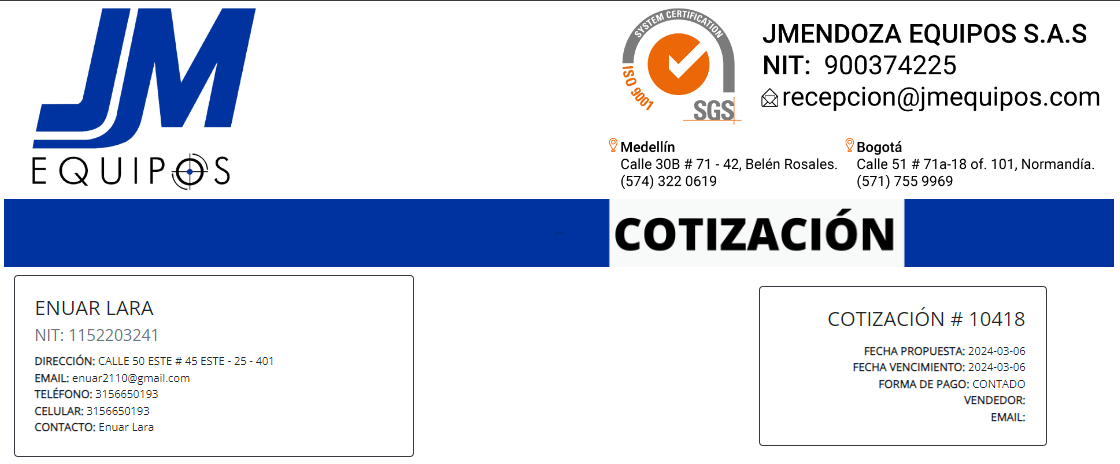 JM
EQUIPOS
SYSTEM CERTIFICATION
ISO 9001
SGS
JMENDOZA EQUIPOS S.A.S
NIT: 900374225
recepcion@jmequipos.com
Medellín
Calle 30B # 71 - 42, Belén Rosales.
(574) 322 0619
Bogotá
Calle 51 # 71a-18 of. 101, Normandía.
(571) 755 9969
COTIZACIÓN
ENUAR LARA
NIT: 1152203241
DIRECCIÓN: CALLE 50 ESTE # 45 ESTE - 25 - 401
EMAIL: enuar2110@gmail.com
TELÉFONO: 3156650193
CELULAR: 3156650193
CONTACTO: Enuar Lara
COTIZACIÓN # 10418
FECHA PROPUESTA: 2024-03-06
FECHA VENCIMIENTO: 2024-03-06
FORMA DE PAGO: CONTADO
VENDEDOR:
EMAIL: